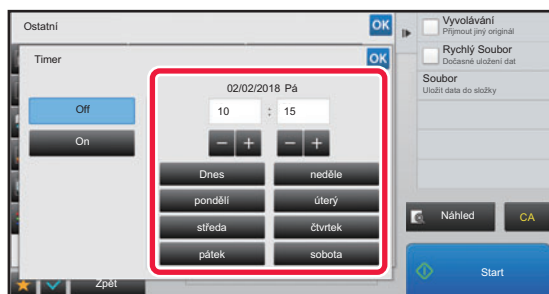 Ostatní
OK
Timer
OK
02/02/2018 Pá
10 : 15
Off
On
Dnes
neděle
pondělí
úterý
středa
čtvrtek
pátek
sobota
Zpět
Vyvolávání
Přijmout jiný originál
Rychlý Soubor
Dočasné uložení dat
Soubor
Uložit data do složky
Náhled
CA
Start